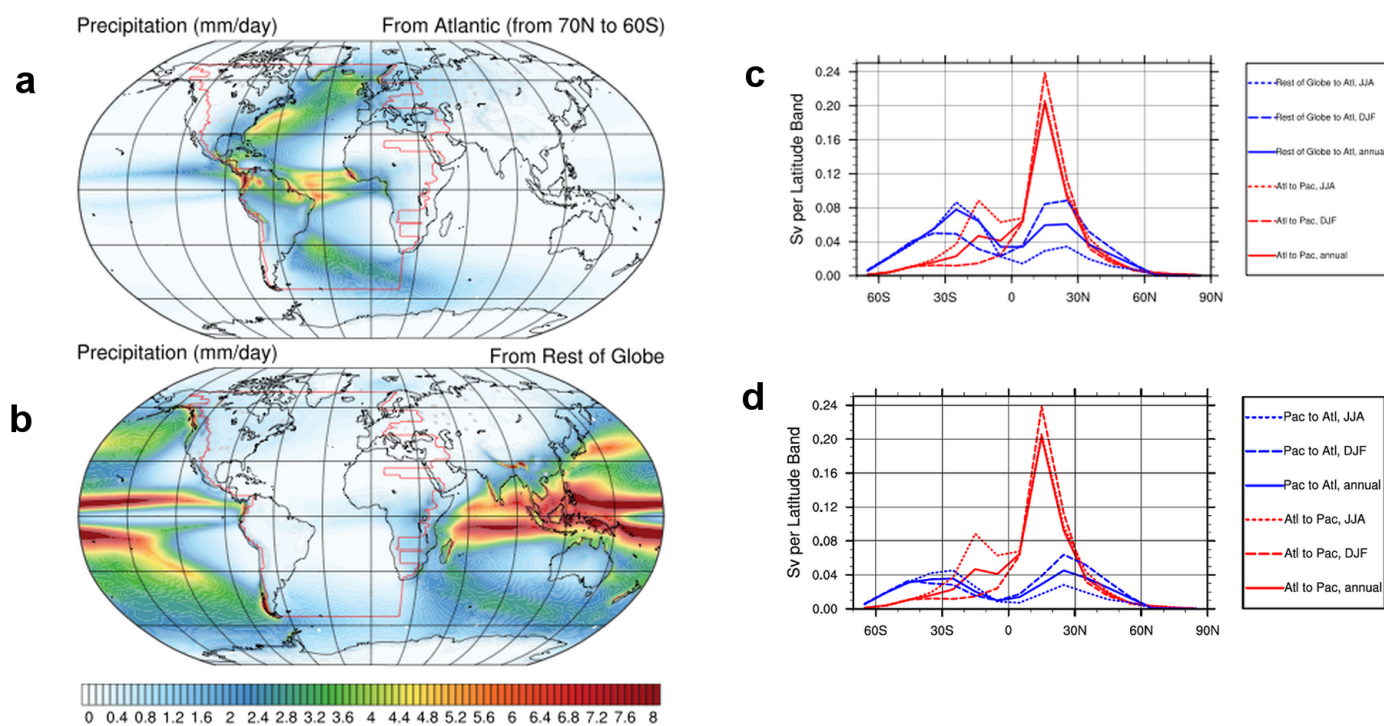 Precipitation (mm/day) From Atlantic (from 70N to 60S)
a
Precipitation (mm/day) From Rest of Globe
b
0 0.4 0.8 1.2 1.6 2 2.4 2.8 3.2 3.6 4 4.4 4.8 5.2 5.6 6 6.4 6.8 7.2 7.6 8
c
Sv per Latitude Band
0.24
0.20
0.16
0.12
0.08
0.04
0.00
60S 30S 0 30N 60N 90N
Rest of Globe to Atl, JJA
Rest of Globe to Atl, DJF
Rest of Globe to Atl, annua
Atl to Pac, JJA
Atl to Pac, DJF
Atl to Pac, annual
d
Sv per Latitude Band
0.24
0.20
0.16
0.12
0.08
0.04
0.00
60S 30S 0 30N 60N 90N
Pac to Atl, JJA
Pac to Atl, DJF
Pac to Atl, annual
Atl to Pac, JJA
Atl to Pac, DJF
Atl to Pac, annual